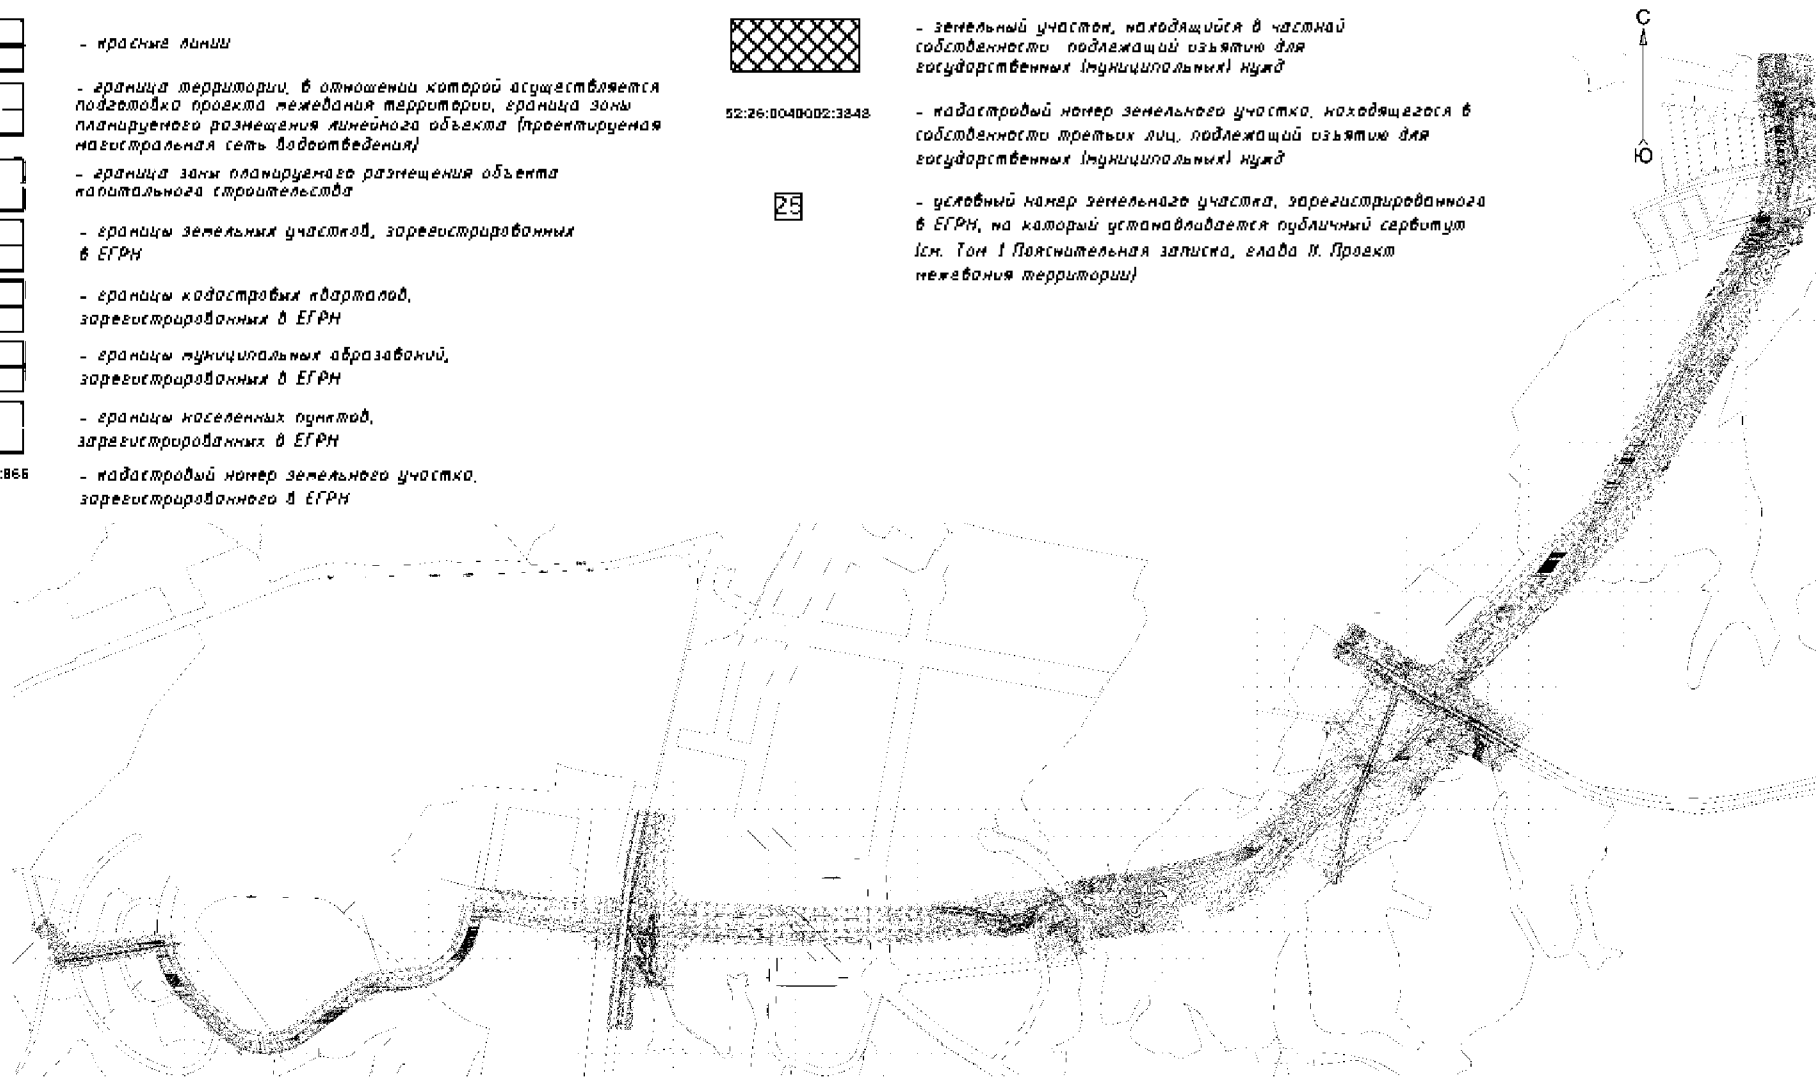 - красные линии
- граница территории, в отношении которой осуществляется
подготовка проекта межевания территории, граница зоны
планируемого размещения линейного объекта (проектируемая
магистральная сеть водоотведения)
- граница зоны планируемого размещения объекта
капитального строительства
- границы земельных участков, зарегистрированных
в ЕГРН
- границы кадастровых кварталов,
зарегистрированных в ЕГРН
- границы муниципальных образований,
зарегистрированных в ЕГРН
- границы населенных пунктов,
зарегистрированных в ЕГРН
:866
- кадастровый номер земельного участка,
зарегистрированного в ЕГРН
- земельный участок, находящийся в частной
собственности подлежащий изъятию для
государственных (муниципальных) нужд
52:26:0040002:3848
- кадастровый номер земельного участка, находящегося в
собственности третьих лиц, подлежащий изъятию для
государственных (муниципальных) нужд
25
- условный номер земельного участка, зарегистрированного
в ЕГРН, на который устанавливается публичный сервитут
(см. Том I Пояснительная записка, глава II. Проект
межевания территории)
С
Ю